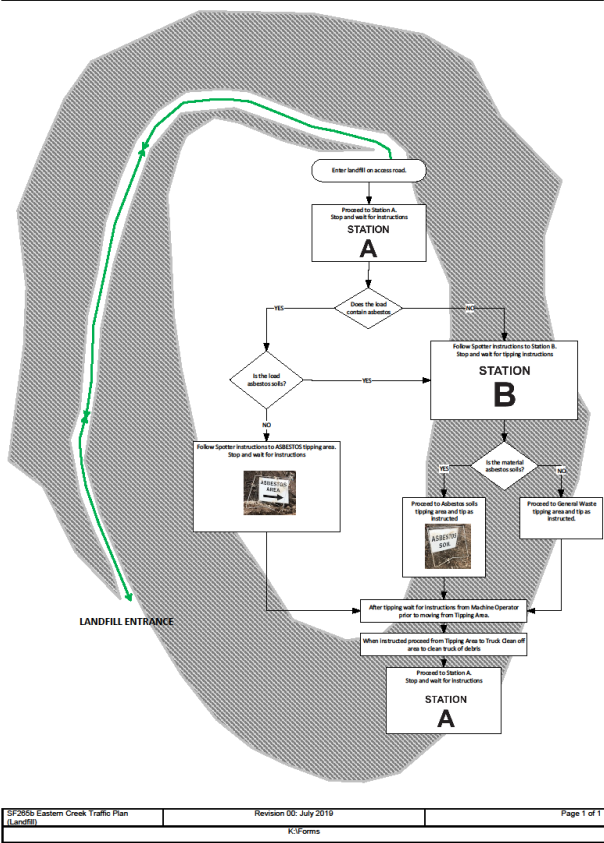 Enter landfill on access road.
Proceed to Station A.
Stop and wait for instructions
STATION
A
Does the load
contain asbestos
YES
NO
Is the load
asbestos soils?
YES
NO
Follow Spotter instructions to Station B.
Stop and wait for tipping instructions
STATION
B
Follow Spotter instructions to ASBESTOS tipping area.
Stop and wait for instructions
ASBESTOS
AREA
Is the material
asbestos soils?
YES
NO
Proceed to Asbestos soils
tipping area and tip as
instructed
ASBESTOS
SOIL
Proceed to General Waste
tipping area and tip as
instructed.
After tipping wait for instructions from Machine Operator
prior to moving from Tipping Area.
LANDFILL ENTRANCE
When instructed proceed from Tipping Area to Truck Clean off
area to clean truck of debris
Proceed to Station A.
Stop and wait for instructions
STATION
A
SF265b Eastern Creek Traffic Plan
(Landfill)
Revision 00: July 2019
Page 1 of 1
K:\Forms